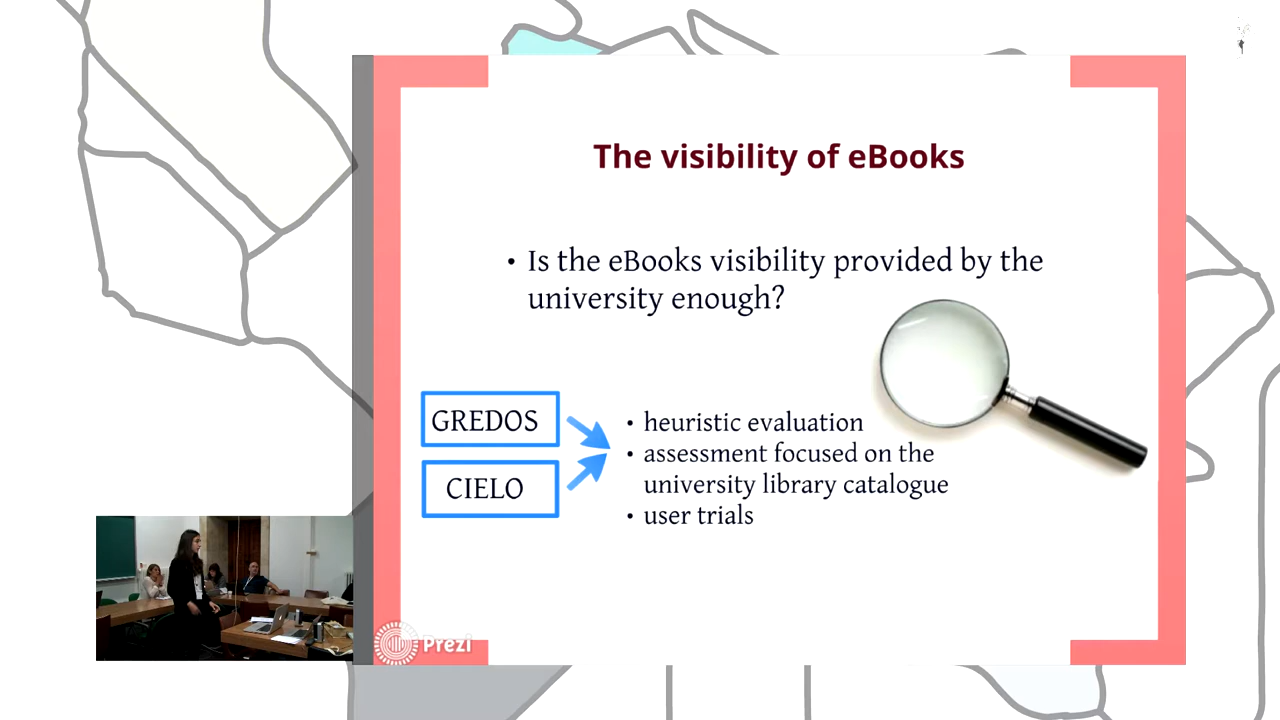 The visibility of eBooks
• Is the eBooks visibility provided by the
university enough?
GREDOS
CIELO
• heuristic evaluation
• assessment focused on the
university library catalogue
• user trials
Prezi